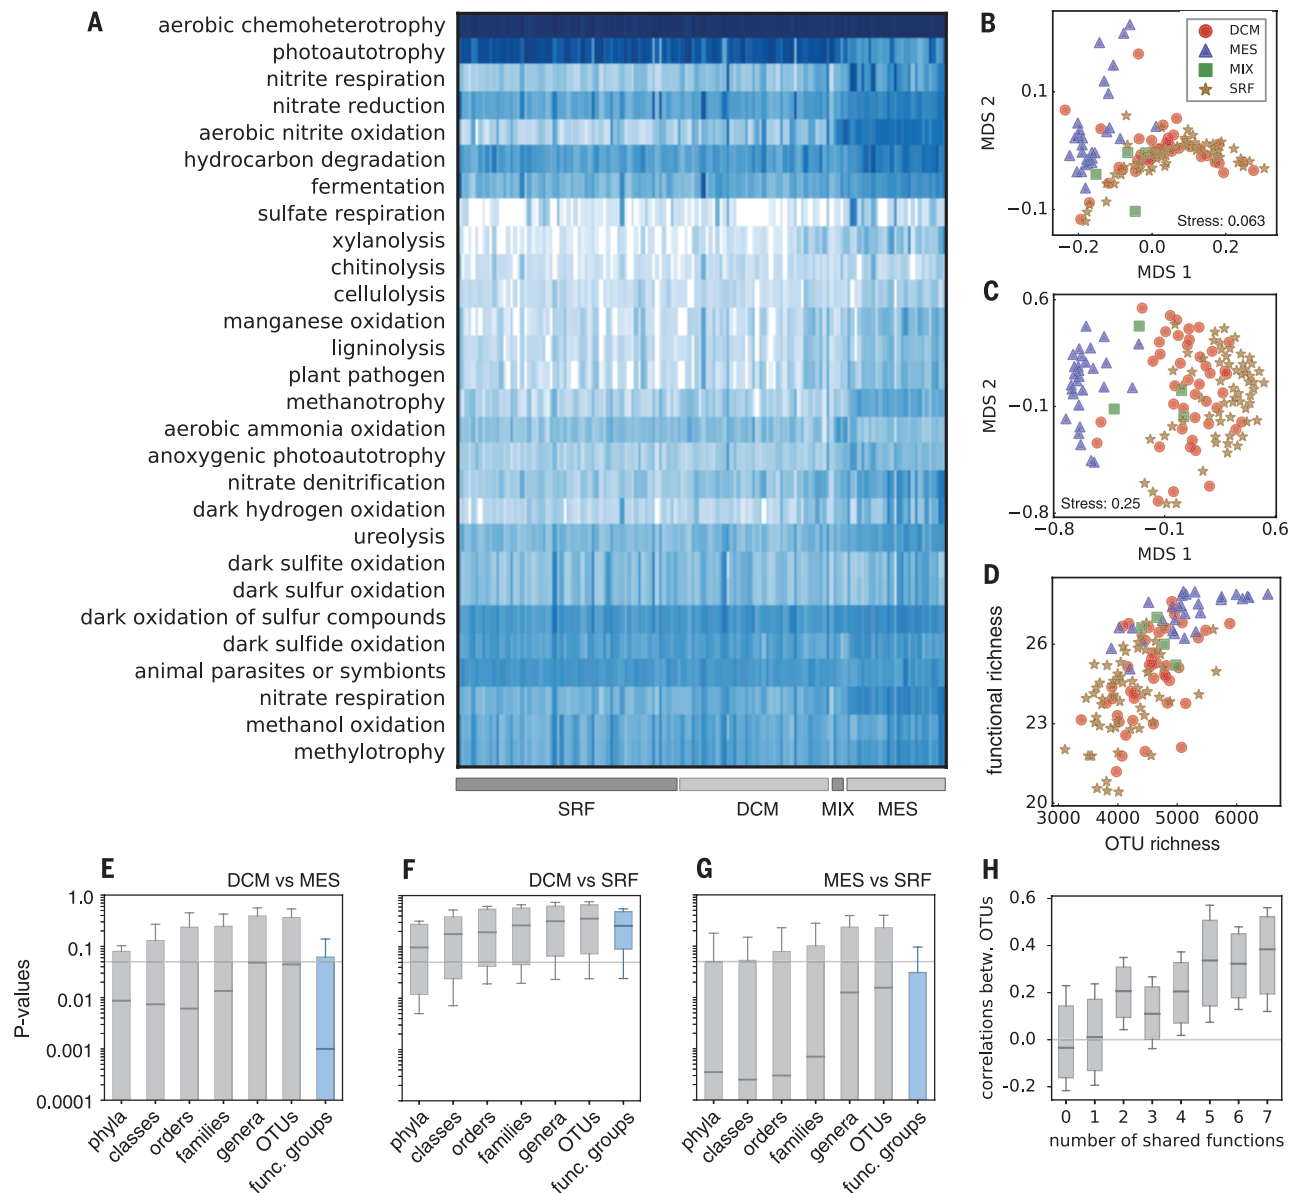 A
aerobic chemoheterotrophy
photoautotrophy
nitrite respiration
nitrate reduction
aerobic nitrite oxidation
hydrocarbon degradation
fermentation
sulfate respiration
xylanolysis
chitinolysis
cellulolysis
manganese oxidation
ligninolysis
plant pathogen
methanotrophy
aerobic ammonia oxidation
anoxygenic photoautotrophy
nitrate denitrification
dark hydrogen oxidation
ureolysis
dark sulfite oxidation
dark sulfur oxidation
dark oxidation of sulfur compounds
dark sulfide oxidation
animal parasites or symbionts
nitrate respiration
methanol oxidation
methylotrophy
SRF DCM MIX MES
B
DCM
MES
MIX
SRF
MDS 2
0.1
−0.1
Stress: 0.063
−0.2 0.0 0.2
MDS 1
C
0.6
MDS 2
−0.1
−0.8
Stress: 0.25
−0.8 −0.1 0.6
MDS 1
D
functional richness
26
23
20
3000 4000 5000 6000
OTU richness
E
DCM vs MES
P-values
1.0
0.1
0.01
0.001
0.0001
phyla classes orders families genera OTUs func. groups
F
DCM vs SRF
phyla classes orders families genera OTUs func. groups
G
MES vs SRF
phyla classes orders families genera OTUs func. groups
H
correlations betw. OTUs
0.6
0.4
0.2
0.0
−0.2
0 1 2 3 4 5 6 7
number of shared functions